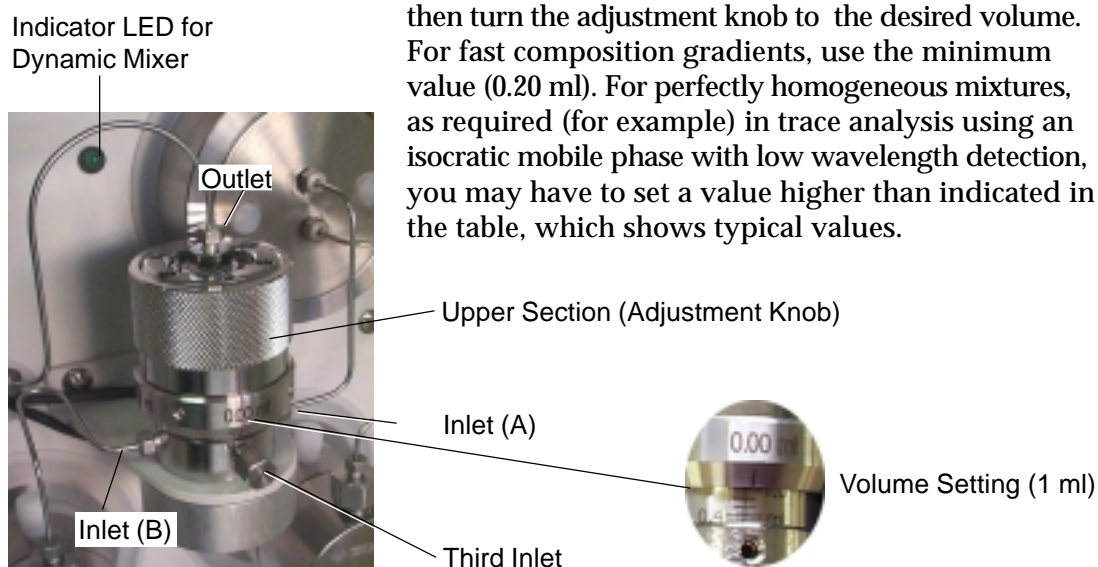 then turn the adjustment knob to the desired volume.
For fast composition gradients, use the minimum
value (0.20 ml). For perfectly homogeneous mixtures,
as required (for example) in trace analysis using an
isocratic mobile phase with low wavelength detection,
you may have to set a value higher than indicated in
the table, which shows typical values.
Indicator LED for
Dynamic Mixer
Outlet
Upper Section (Adjustment Knob)
Inlet (A)
0.00 ml
0.00 ml
Volume Setting (1 ml)
Inlet (B)
Third Inlet